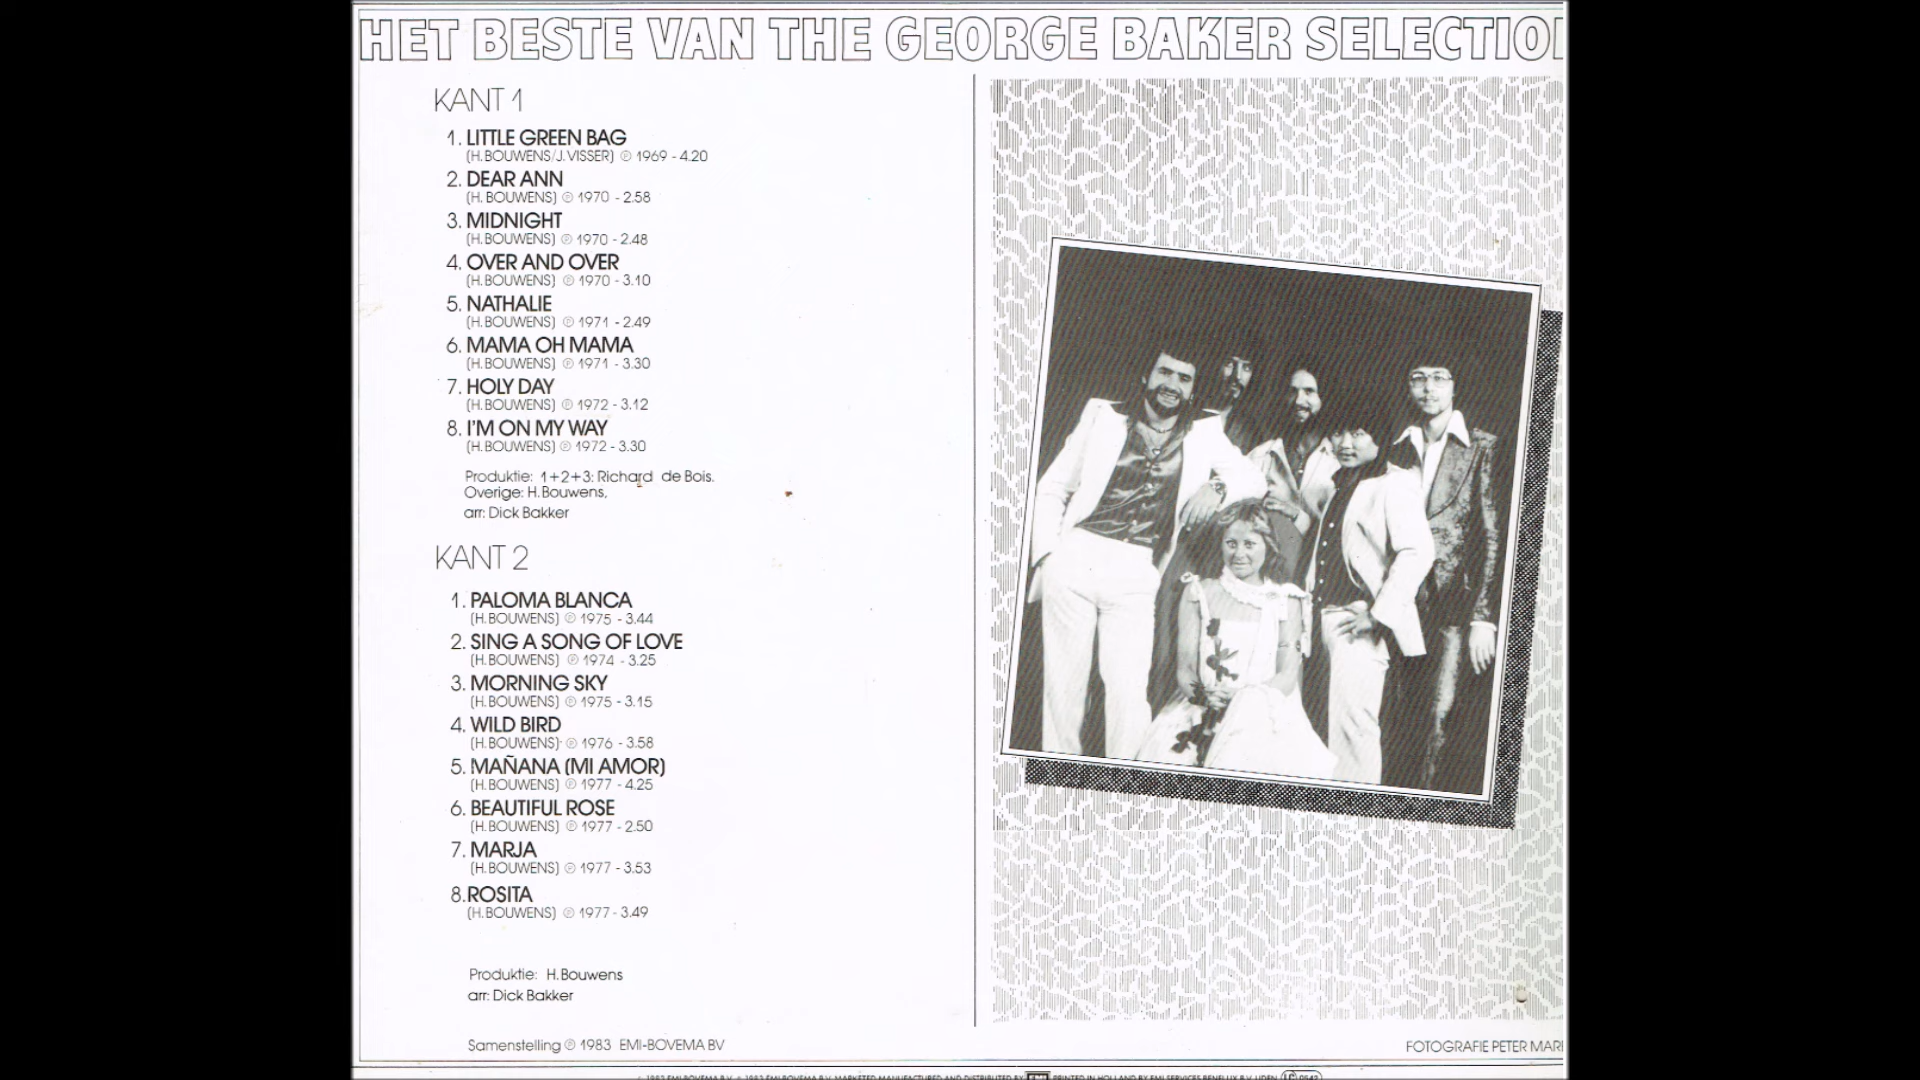 HET BESTE VAN THE GEORGE BAKER SELECTIO
KANT 1
1. LITTLE GREEN BAG
(H. BOUWENS/J. VISSER) ℗ 1969 - 4.20
2. DEAR ANN
(H. BOUWENS) ℗ 1970 - 2.58
3. MIDNIGHT
(H. BOUWENS) ℗ 1970 - 2.48
4. OVER AND OVER
(H. BOUWENS) ℗ 1970 - 3.10
5. NATHALIE
(H. BOUWENS) ℗ 1971 - 2.49
6. MAMA OH MAMA
(H. BOUWENS) ℗ 1971 - 3.30
7. HOLY DAY
(H. BOUWENS) ℗ 1972 - 3.12
8. I'M ON MY WAY
(H. BOUWENS) ℗ 1972 - 3.30
Produktie: 1+2+3: Richard de Bois.
Overige: H. Bouwens,
arr: Dick Bakker
KANT 2
1. PALOMA BLANCA
(H. BOUWENS) ℗ 1975 - 3.44
2. SING A SONG OF LOVE
(H. BOUWENS) ℗ 1974 - 3.25
3. MORNING SKY
(H. BOUWENS) ℗ 1975 - 3.15
4. WILD BIRD
(H. BOUWENS) ℗ 1976 - 3.58
5. MAÑANA (MI AMOR)
(H. BOUWENS) ℗ 1977 - 4.25
6. BEAUTIFUL ROSE
(H. BOUWENS) ℗ 1977 - 2.50
7. MARJA
(H. BOUWENS) ℗ 1977 - 3.53
8. ROSITA
(H. BOUWENS) ℗ 1977 - 3.49
Produktie: H. Bouwens
arr: Dick Bakker
Samenstelling ℗ 1983 EMI-BOVEMA BV
FOTOGRAFIE PETER MAR